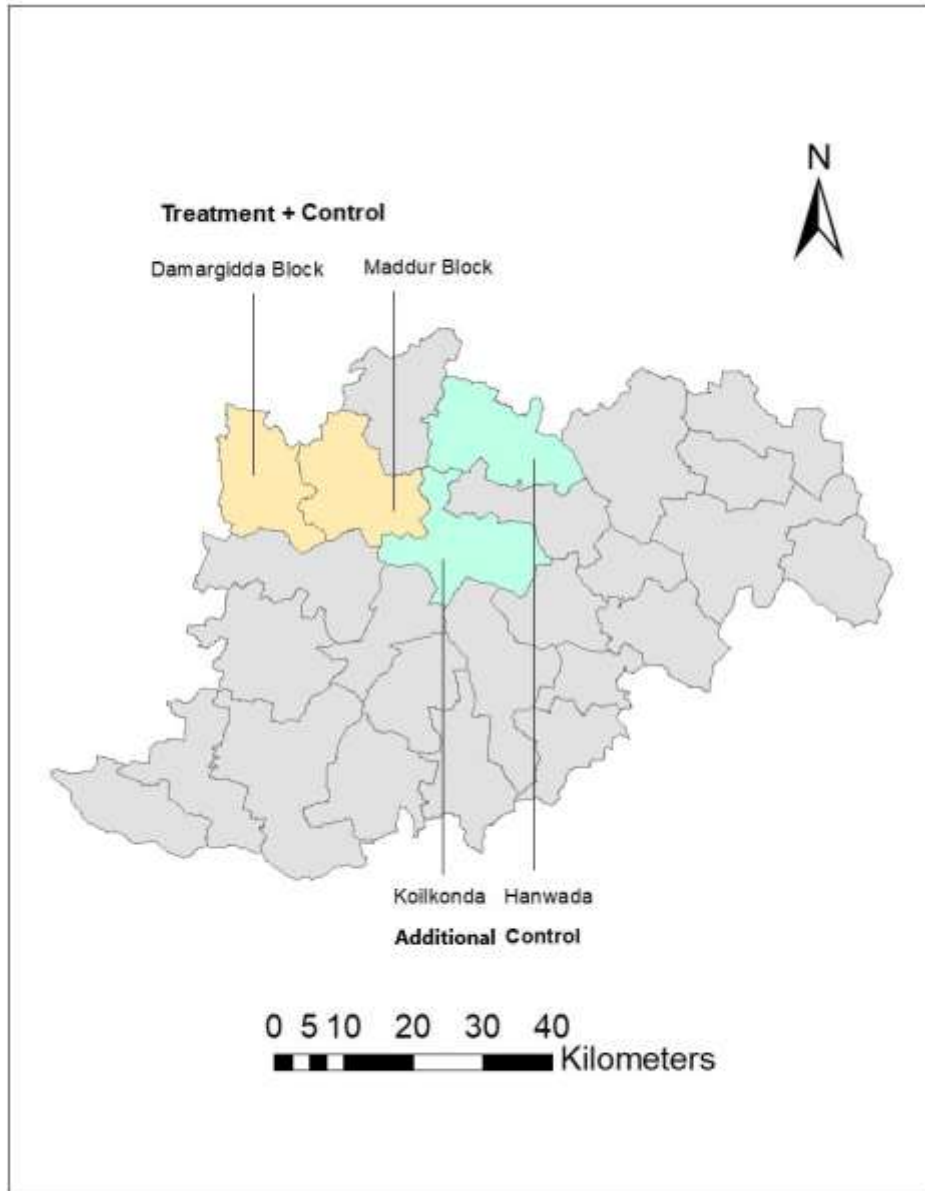 N
Treatment + Control
Damargidda Block Maddur Block
Koilkonda Hanwada
Additional Control
0 5 10 20 30 40
Kilometers